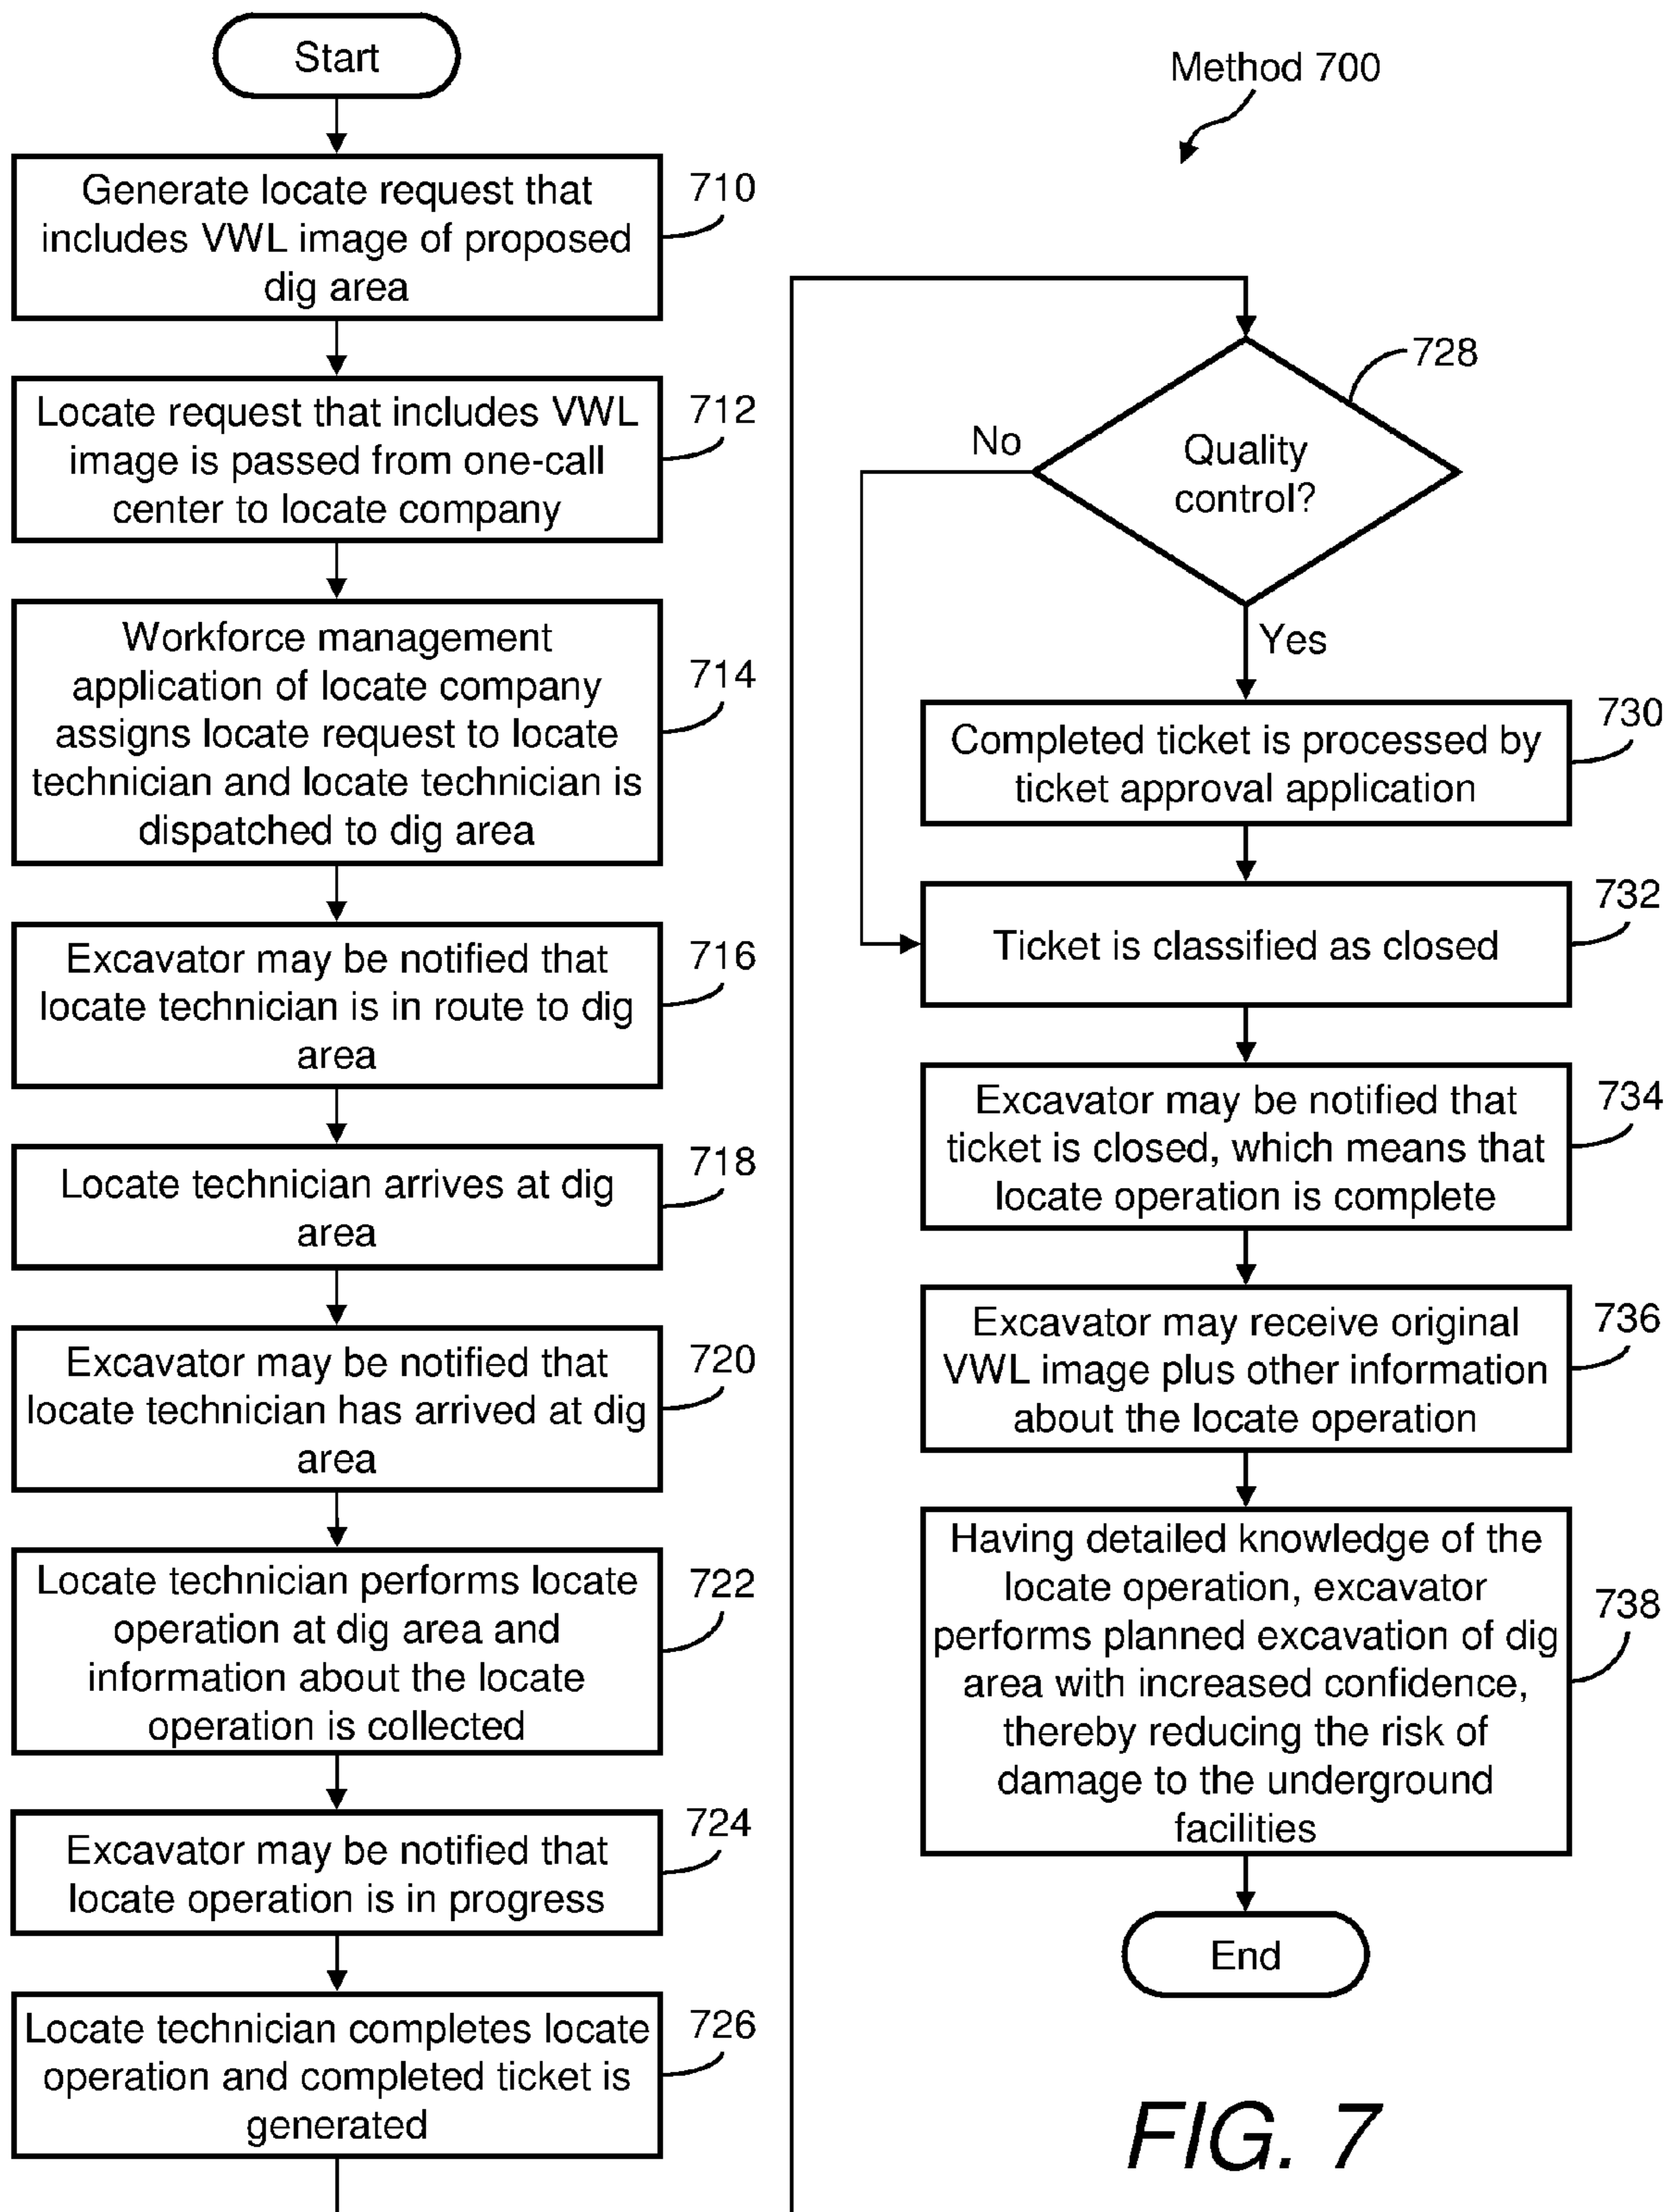 Start
Generate locate request that
includes VWL image of proposed
dig area
710
Locate request that includes VWL
image is passed from one-call
center to locate company
712
Workforce management
application of locate company
assigns locate request to locate
technician and locate technician is
dispatched to dig area
714
Excavator may be notified that
locate technician is in route to dig
area
716
Locate technician arrives at dig
area
718
Excavator may be notified that
locate technician has arrived at dig
area
720
Locate technician performs locate
operation at dig area and
information about the locate
operation is collected
722
Excavator may be notified that
locate operation is in progress
724
Locate technician completes locate
operation and completed ticket is
generated
726
Method 700
Quality
control?
728
No
Yes
Completed ticket is processed by
ticket approval application
730
Ticket is classified as closed
732
Excavator may be notified that
ticket is closed, which means that
locate operation is complete
734
Excavator may receive original
VWL image plus other information
about the locate operation
736
Having detailed knowledge of the
locate operation, excavator
performs planned excavation of dig
area with increased confidence,
thereby reducing the risk of
damage to the underground
facilities
738
End
FIG. 7